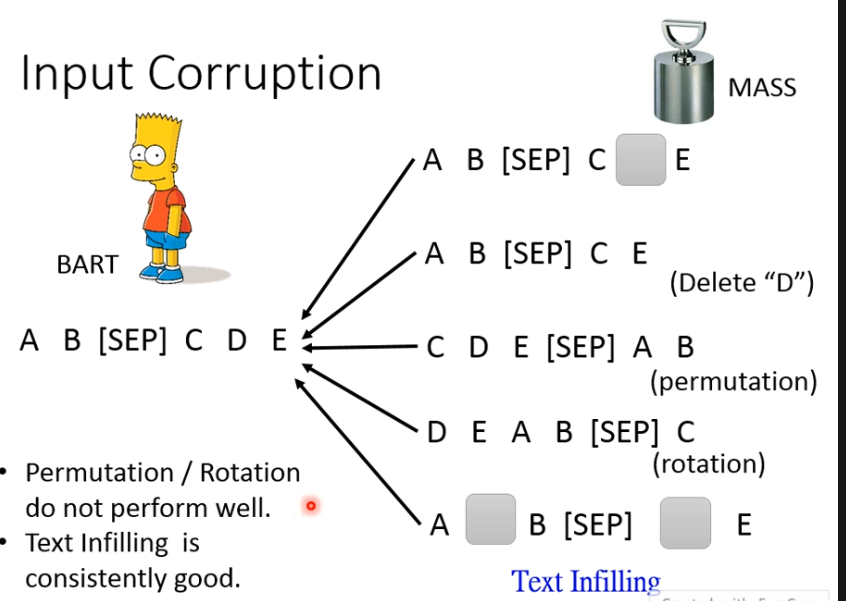 Input Corruption
MASS
A B [SEP] C E
BART
A B [SEP] C E
(Delete “D”)
A B [SEP] C D E
C D E [SEP] A B
(permutation)
D E A B [SEP] C
(rotation)
• Permutation / Rotation
do not perform well.
A B [SEP] E
• Text Infilling is
consistently good.
Text Infilling